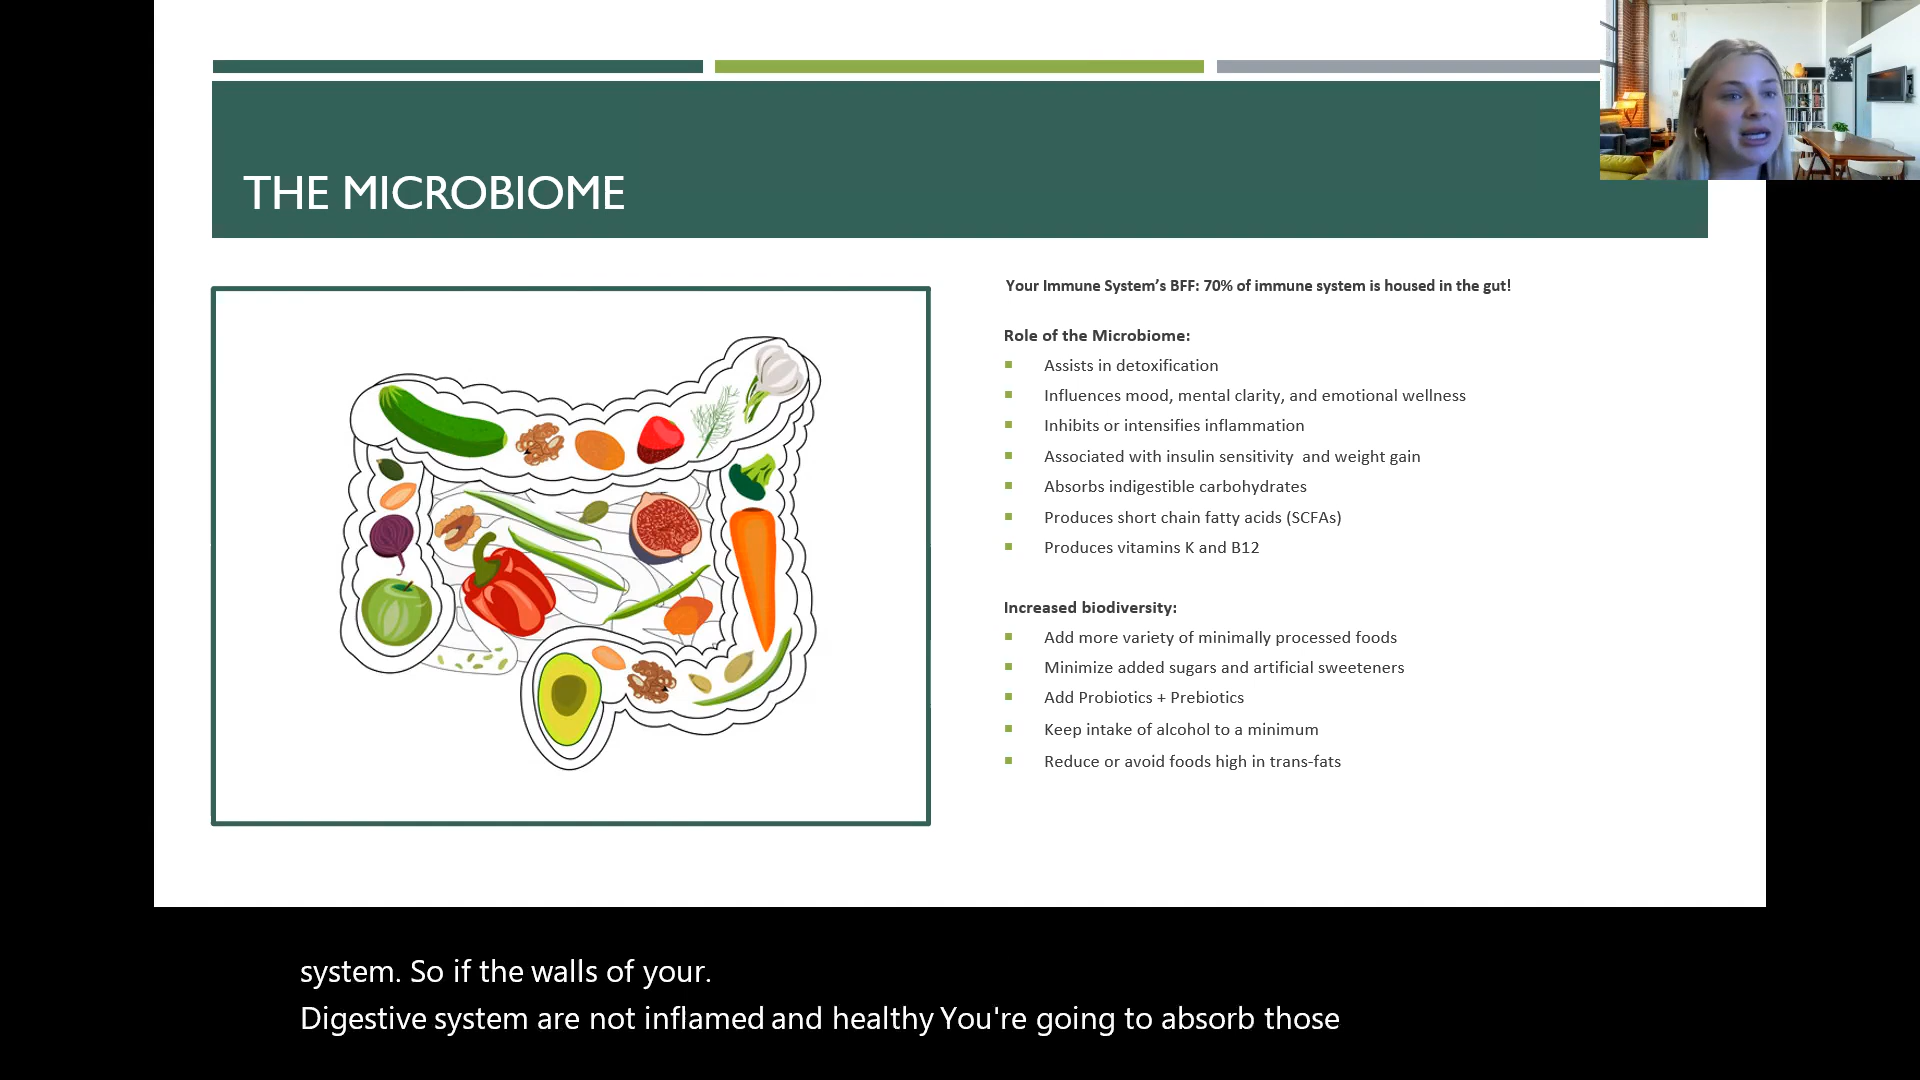 THE MICROBIOME
Your Immune System’s BFF: 70% of immune system is housed in the gut!
Role of the Microbiome:
Assists in detoxification
Influences mood, mental clarity, and emotional wellness
Inhibits or intensifies inflammation
Associated with insulin sensitivity  and weight gain
Absorbs indigestible carbohydrates
Produces short chain fatty acids (SCFAs)
Produces vitamins K and B12
Increased biodiversity:
Add more variety of minimally processed foods
Minimize added sugars and artificial sweeteners
Add Probiotics + Prebiotics
Keep intake of alcohol to a minimum
Reduce or avoid foods high in trans-fats
system. So if the walls of your.
Digestive system are not inflamed and healthy You're going to absorb those